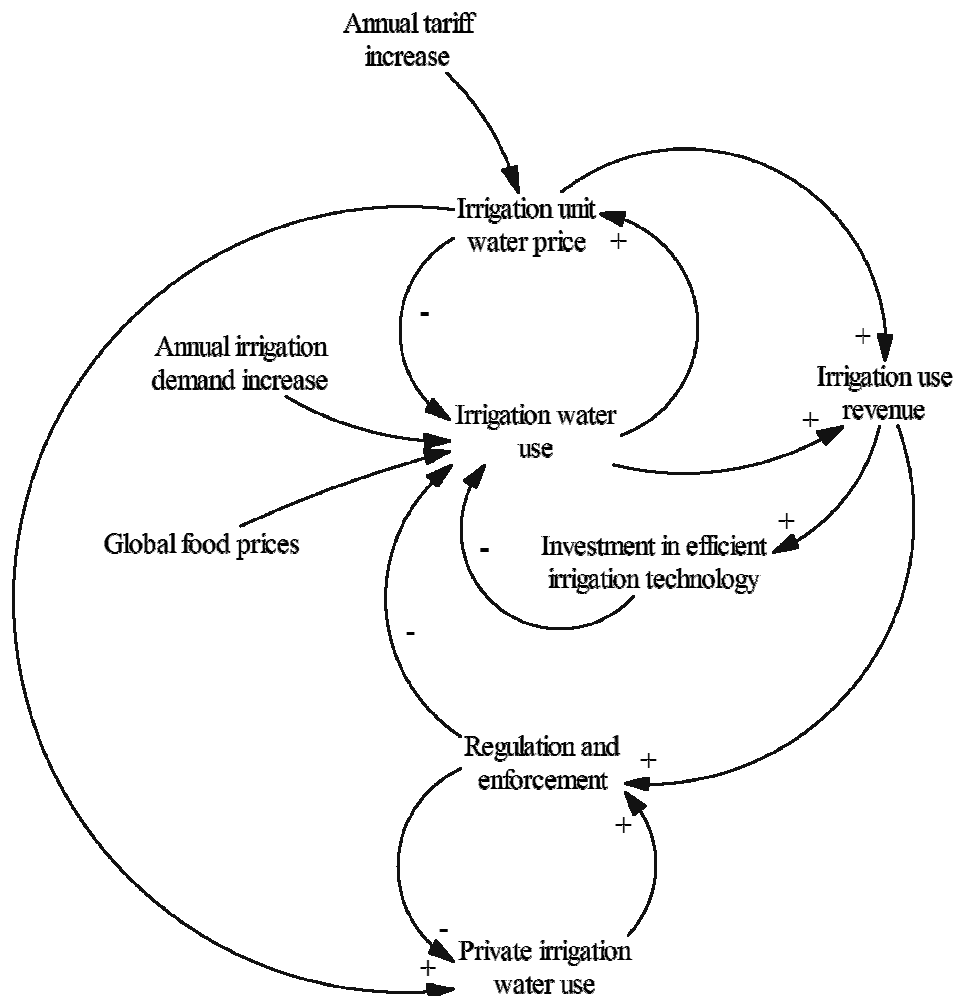 Annual tariff
increase
Irrigation unit
water price
+
-
+
Annual irrigation
demand increase
Irrigation use
revenue
Irrigation water
use
+
+
Global food prices
-
Investment in efficient
irrigation technology
-
Regulation and
enforcement
+
+
-
Private irrigation
water use
+